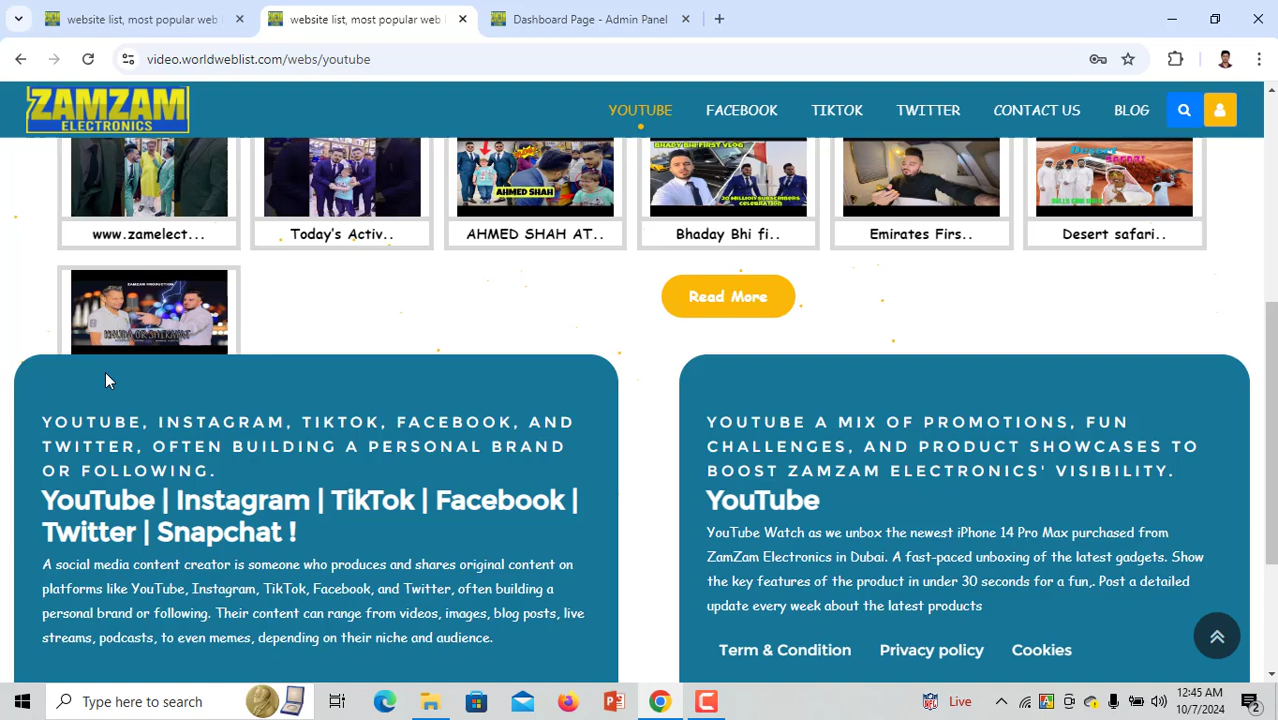 website list, most popular web
website list, most popular web
Dashboard Page - Admin Panel
video.worldweblist.com/webs/youtube
ZAMZAM
ELECTRONICS
YOUTUBE
FACEBOOK
TIKTOK
TWITTER
CONTACT US
BLOG
AHMED SHAH
BHADY BHI FIRST VLOG
CELEBRATION
www.zamelect...
Today's Activ..
AHMED SHAH AT..
Bhaday Bhi fi..
Emirates Firs..
Desert safari..
ZAMZAM PRODUCTION
Read More
YOUTUBE, INSTAGRAM, TIKTOK, FACEBOOK, AND
TWITTER, OFTEN BUILDING A PERSONAL BRAND
OR FOLLOWING.
YouTube | Instagram | TikTok | Facebook |
Twitter | Snapchat !
A social media content creator is someone who produces and shares original content on
platforms like YouTube, Instagram, TikTok, Facebook, and Twitter, often building a
personal brand or following. Their content can range from videos, images, blog posts, live
streams, podcasts, to even memes, depending on their niche and audience.
YOUTUBE A MIX OF PROMOTIONS, FUN
CHALLENGES, AND PRODUCT SHOWCASES TO
BOOST ZAMZAM ELECTRONICS' VISIBILITY.
YouTube
YouTube Watch as we unbox the newest iPhone 14 Pro Max purchased from
ZamZam Electronics in Dubai. A fast-paced unboxing of the latest gadgets. Show
the key features of the product in under 30 seconds for a fun,. Post a detailed
update every week about the latest products
Term & Condition
Privacy policy
Cookies
Type here to search
Live
12:45 AM
10/7/2024
2